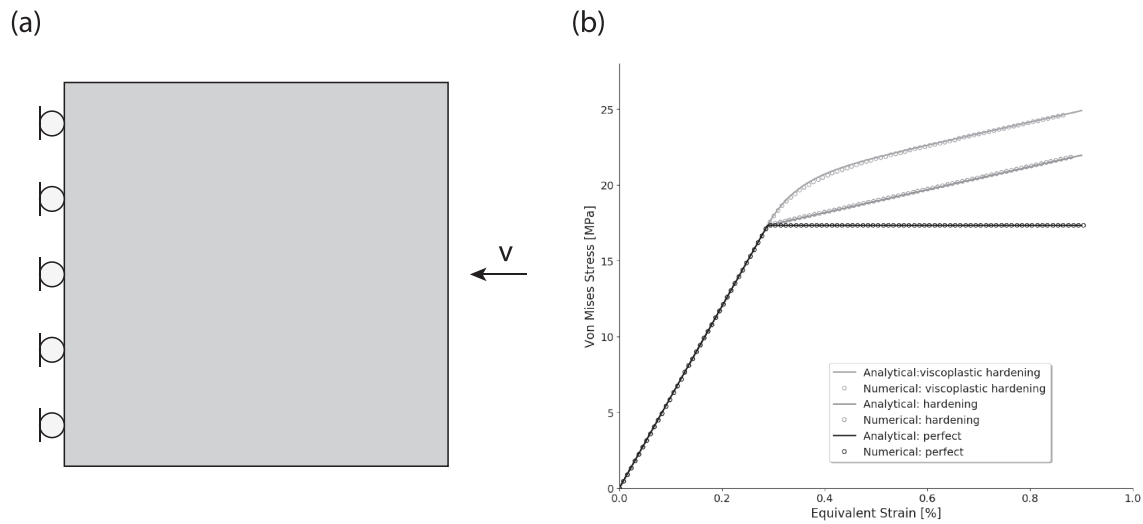 (a)
(b)
v
Von Mises Stress [MPa]
25
20
15
10
5
0
0.0 0.2 0.4 0.6 0.8 1.0
Equivalent Strain [%]
Analytical:viscoplastic hardening
Numerical: viscoplastic hardening
Analytical: hardening
Numerical: hardening
Analytical: perfect
Numerical: perfect